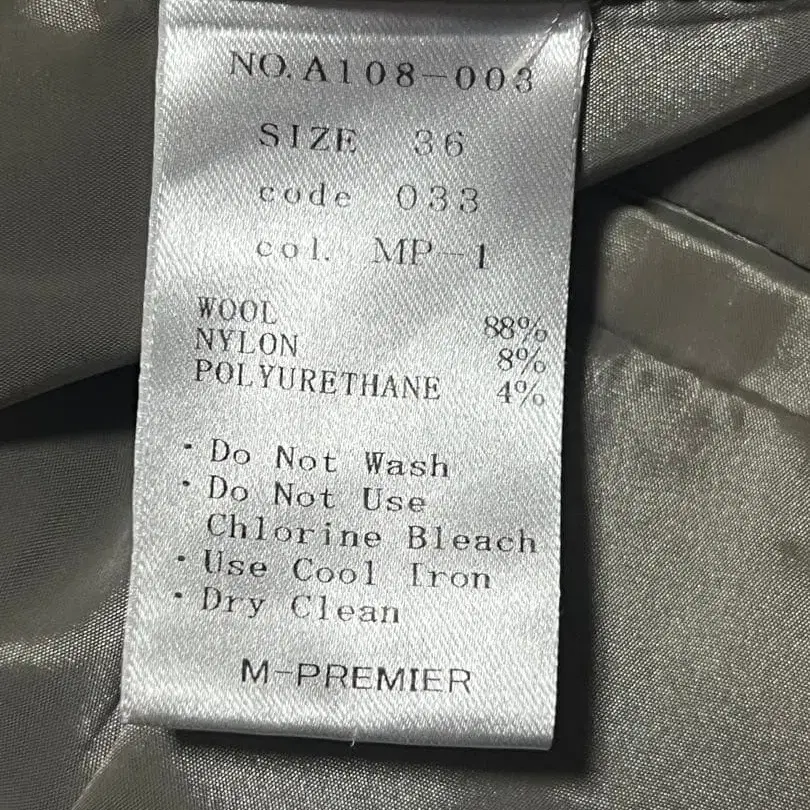 NO. A108-003
SIZE 36
code 033
col. MP-1
WOOL 88%
NYLON 8%
POLYURETHANE 4%
· Do Not Wash
· Do Not Use
Chlorine Bleach
· Use Cool Iron
· Dry Clean
M-PREMIER